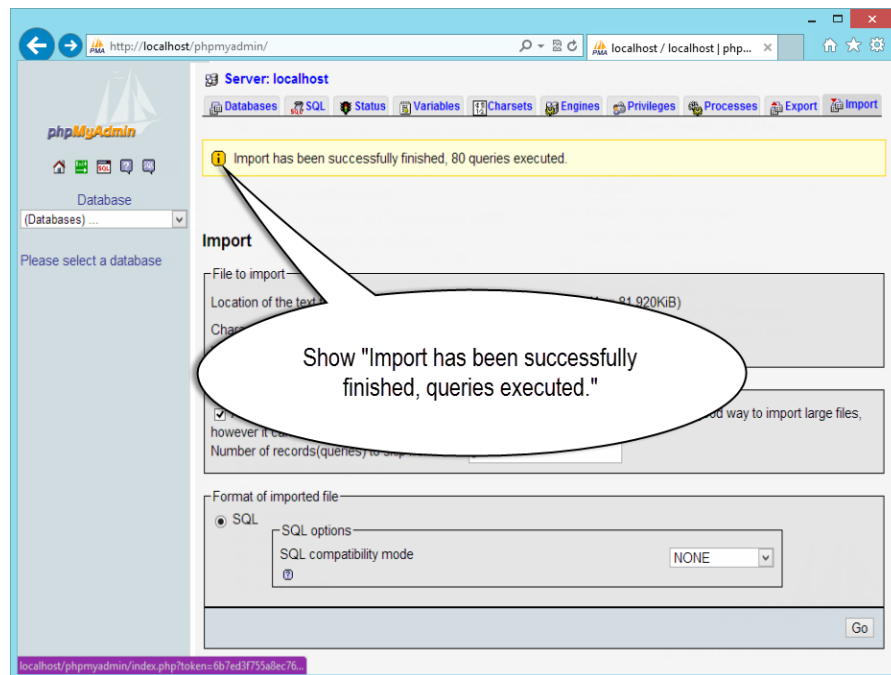 http://localhost/phpmyadmin/
localhost / localhost | php...
phpMyAdmin
Database
(Databases) ...
Please select a database
Server: localhost
Databases SQL Status Variables Charsets Engines Privileges Processes Export Import
Import has been successfully finished, 80 queries executed.
Import
File to import
Location of the text
81,920KiB)
Show "Import has been successfully
finished, queries executed."
way to import large files,
however it
Number of records(queries) to
Format of imported file
SQL
SQL options
SQL compatibility mode NONE
Go
localhost/phpmyadmin/index.php?token=6b7ed3f755a8ec76...